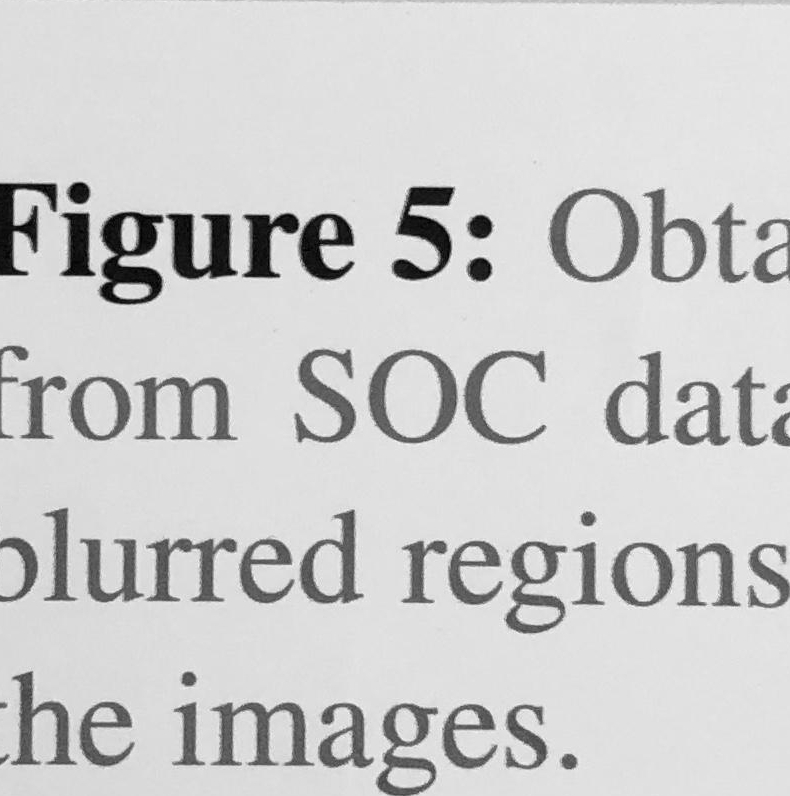 Figure 5: Obta
from SOC data
blurred regions
the images.